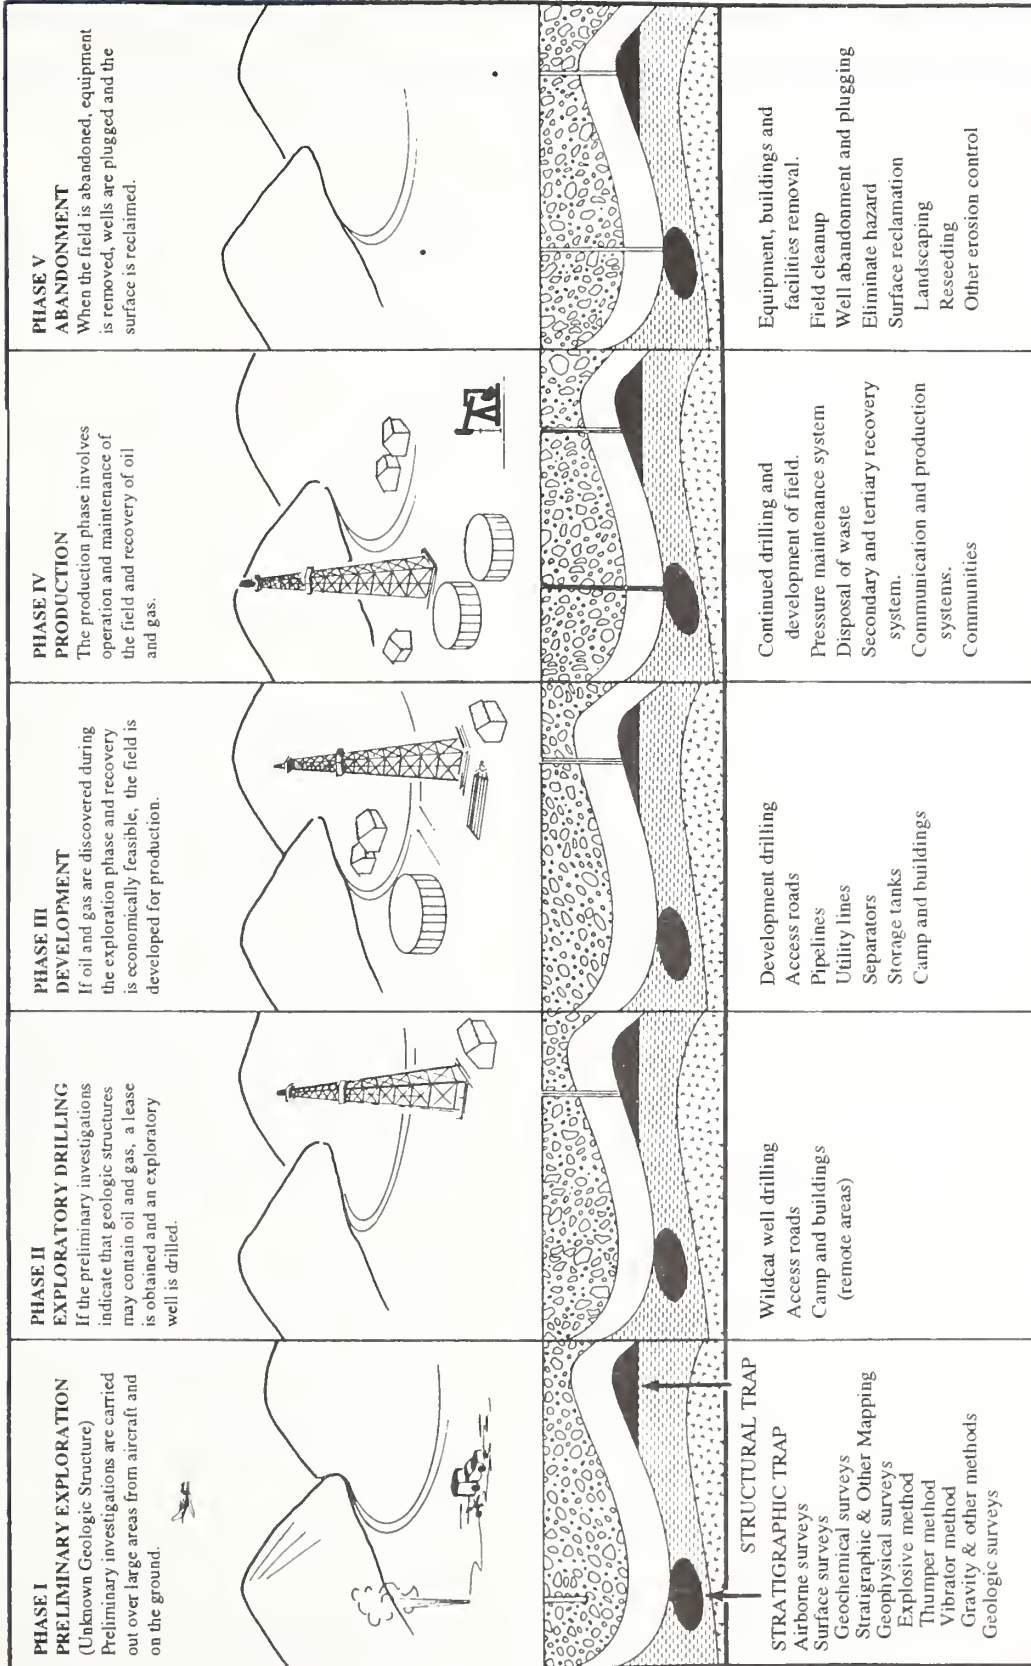 PHASE I
PRELIMINARY EXPLORATION
(Unknown Geologic Structure)
Preliminary investigations are carried
out over large areas from aircraft and
on the ground.
PHASE II
EXPLORATORY DRILLING
If the preliminary investigations
indicate that geologic structures
may contain oil and gas, a lease
is obtained and an exploratory
well is drilled.
PHASE III
DEVELOPMENT
If oil and gas are discovered during
the exploration phase and recovery
is economically feasible, the field is
developed for production.
PHASE IV
PRODUCTION
The production phase involves
operation and maintenance of
the field and recovery of oil
and gas.
PHASE V
ABANDONMENT
When the field is abandoned, equipment
is removed, wells are plugged and the
surface is reclaimed.
STRUCTURAL TRAP
STRATIGRAPHIC TRAP
Airborne surveys
Surface surveys
Geochemical surveys
Stratigraphic & Other Mapping
Geophysical surveys
Explosive method
Thumper method
Vibrator method
Gravity & other methods
Geologic surveys
Wildcat well drilling
Access roads
Camp and buildings
(remote areas)
Development drilling
Access roads
Pipelines
Utility lines
Separators
Storage tanks
Camp and buildings
Continued drilling and
development of field.
Pressure maintenance system
Disposal of waste
Secondary and tertiary recovery
system.
Communication and production
systems.
Communities
Equipment, buildings and
facilities removal.
Field cleanup
Well abandonment and plugging
Eliminate hazard
Surface reclamation
Landscaping
Reseeding
Other erosion control